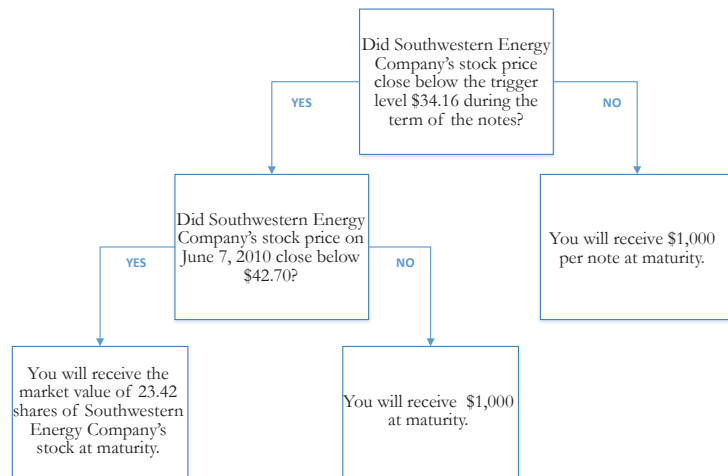 Did Southwestern Energy
Company's stock price
close below the trigger
level $34.16 during the
term of the notes?
YES
NO
Did Southwestern Energy
Company's stock price on
June 7, 2010 close below
$42.70?
You will receive $1,000
per note at maturity.
YES
NO
You will receive the
market value of 23.42
shares of Southwestern
Energy Company's
stock at maturity.
You will receive $1,000
at maturity.